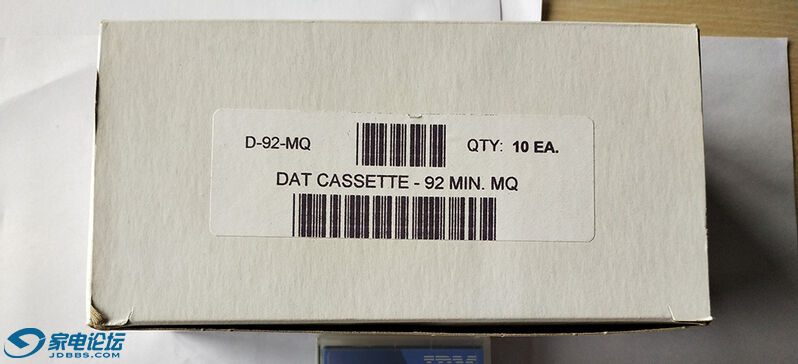 D-92-MQ QTY: 10 EA.
DAT CASSETTE - 92 MIN. MQ
家电论坛
JDBBS.COM